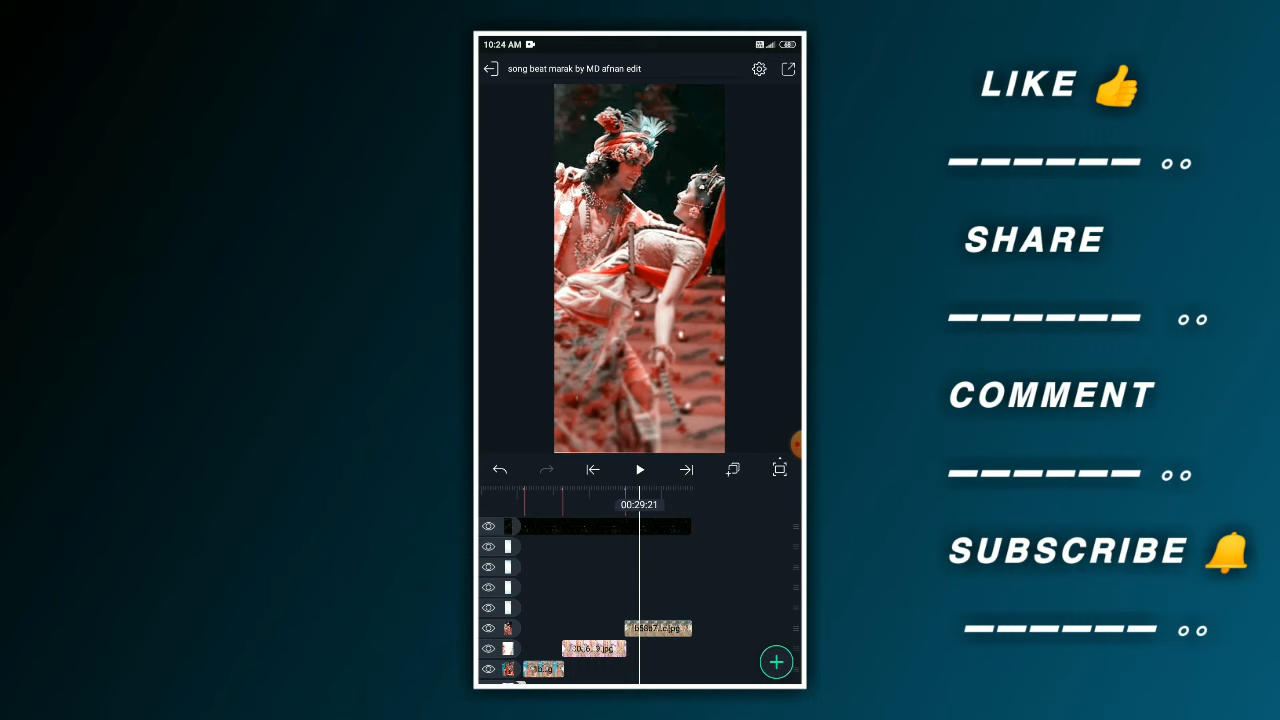 10:24 AM
song beat marak by MD afnan edit
00:29:21
LIKE 👍
SHARE
COMMENT
SUBSCRIBE 🔔